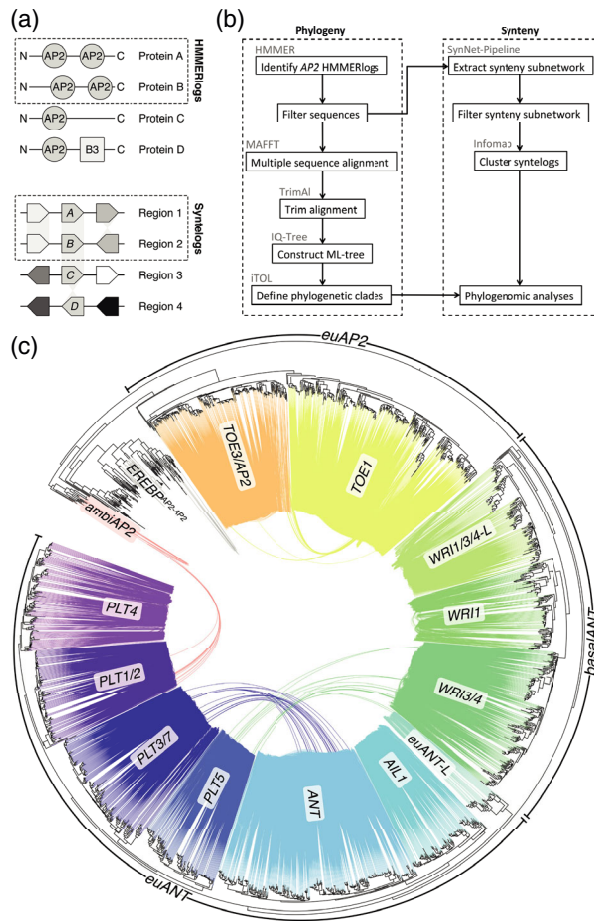 (a)
HMMERlogs
N AP2 AP2 C Protein A
N AP2 AP2 C Protein B
N AP2 C Protein C
N AP2 B3 C Protein D
Syntelogs
A Region 1
B Region 2
C Region 3
D Region 4
(b)
Phylogeny
HMMER
Identify AP2 HMMERlogs
Filter sequences
MAFFT
Multiple sequence alignment
TrimAl
Trim alignment
IQ-Tree
Construct ML-tree
iTOL
Define phylogenetic clades
Synteny
SynNet-Pipeline
Extract synteny subnetwork
Filter synteny subnetwork
Infomap
Cluster syntelogs
Phylogenomic analyses
(c)
euAP2
TOE3/AP2
TOE1
EREBP AP2-AP2
ambiAP2
WRI1/3/4-L
WRI1
basalANT
WRI3/4
euANT-L
AIL1
ANT
PLT5
PLT3/7
PLT1/2
PLT4
euANT